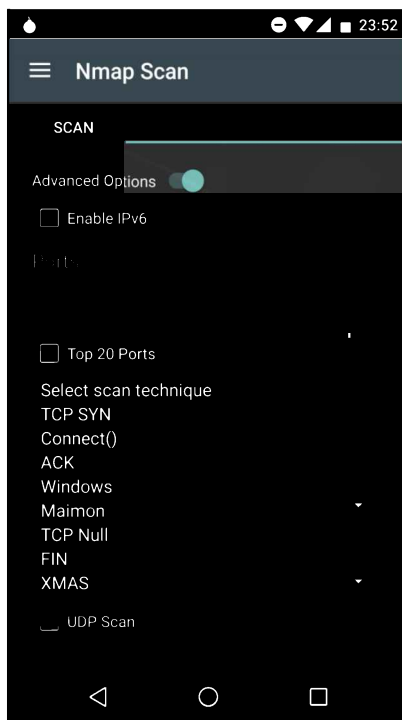 23:52
Nmap Scan
SCAN
Advanced Options
Enable IPv6
Ports
Top 20 Ports
Select scan technique
TCP SYN
Connect()
ACK
Windows
Maimon
TCP Null
FIN
XMAS
UDP Scan